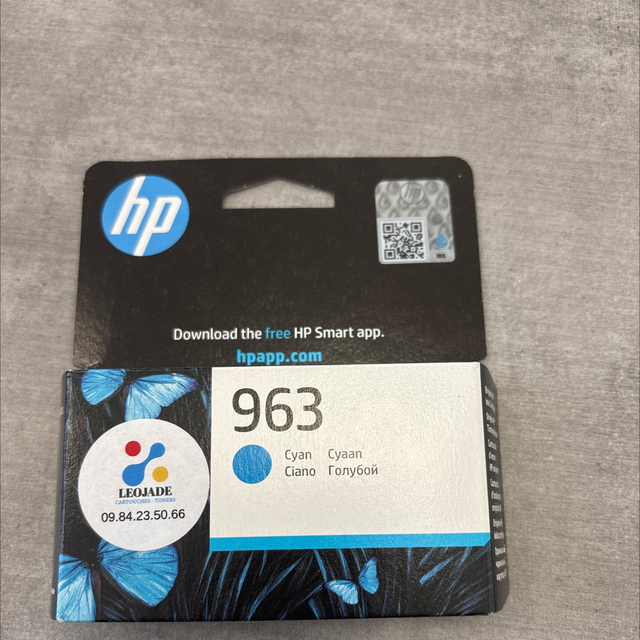 hp
Download the free HP Smart app.
hpapp.com
963
Cyan Cyaan
Ciano Голубой
LEOJADE
CARTOUCHES - TONERS
09.84.23.50.66